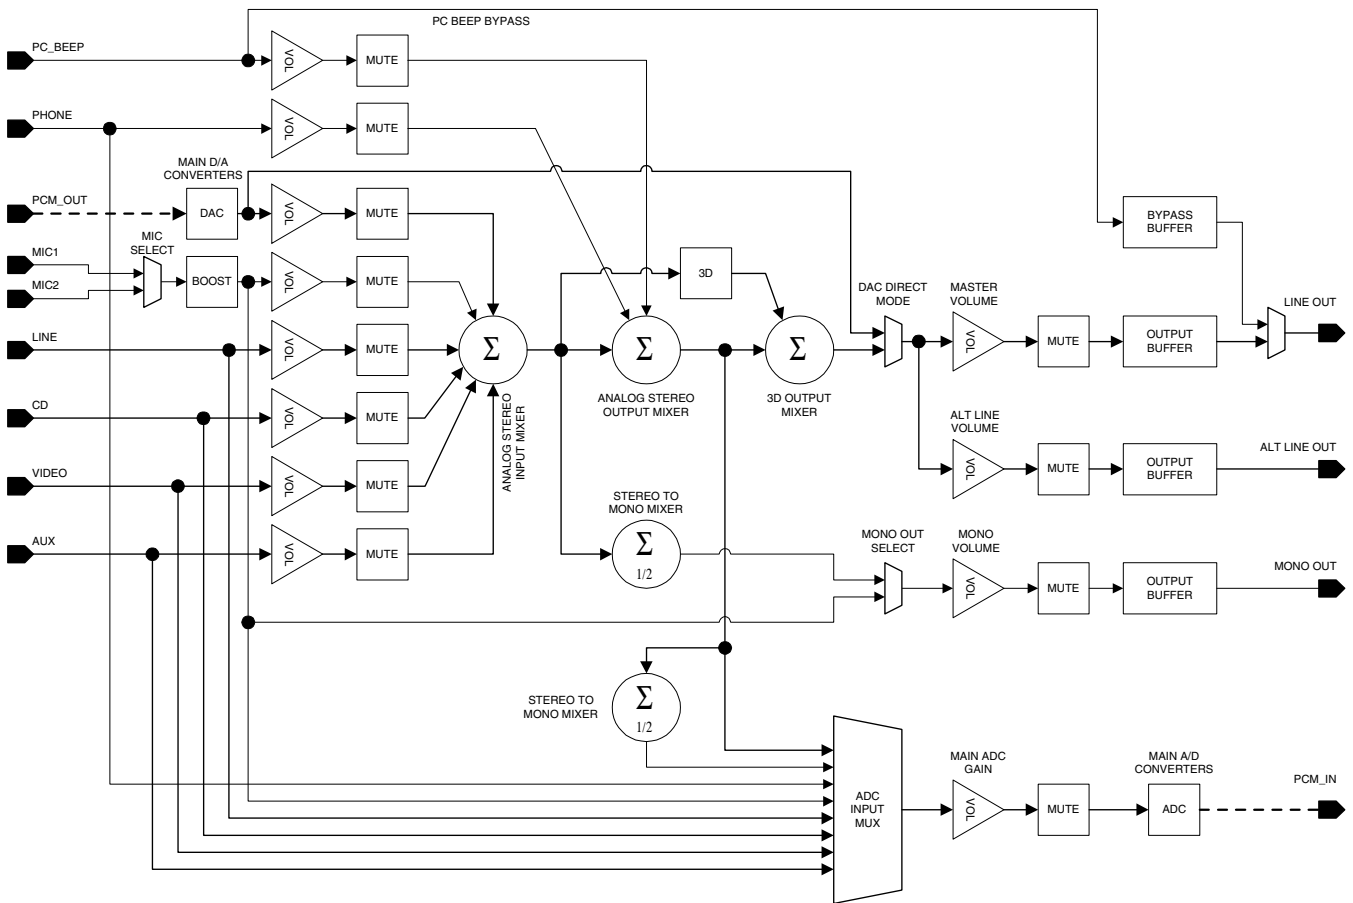 PC BEEP BYPASS
PC_BEEP
VOL
MUTE
PHONE
VOL
MUTE
MAIN D/A
CONVERTERS
PCM_OUT
DAC
VOL
MUTE
BYPASS
BUFFER
MIC1
MIC
SELECT
MIC2
BOOST
VOL
MUTE
3D
DAC DIRECT
MODE
MASTER
VOLUME
LINE OUT
LINE
VOL
MUTE
Σ
ANALOG STEREO
INPUT MIXER
Σ
ANALOG STEREO
OUTPUT MIXER
Σ
3D OUTPUT
MIXER
VOL
MUTE
OUTPUT
BUFFER
CD
VOL
MUTE
ALT LINE
VOLUME
VOL
MUTE
OUTPUT
BUFFER
ALT LINE OUT
VIDEO
VOL
MUTE
STEREO TO
MONO MIXER
Σ
1/2
AUX
VOL
MUTE
MONO OUT
SELECT
MONO
VOLUME
VOL
MUTE
OUTPUT
BUFFER
MONO OUT
STEREO TO
MONO MIXER
Σ
1/2
ADC
INPUT
MUX
MAIN ADC
GAIN
VOL
MUTE
MAIN A/D
CONVERTERS
ADC
PCM_IN